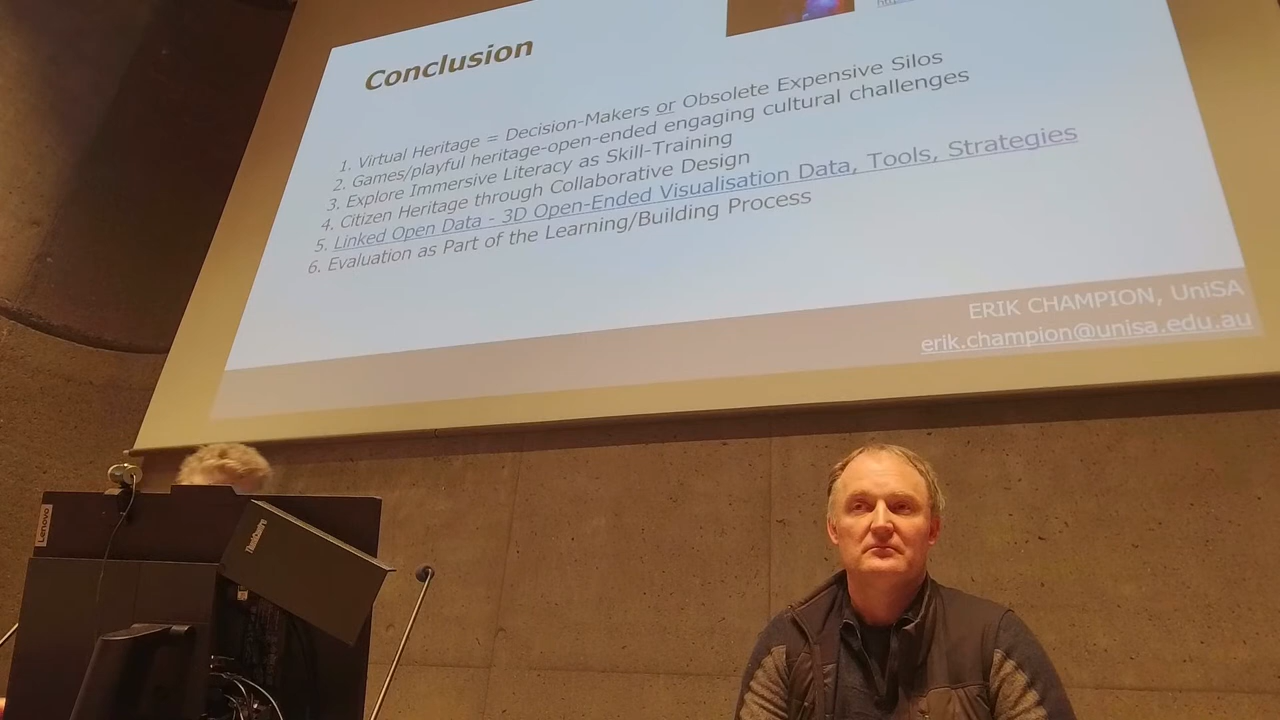 http
Conclusion
1. Virtual Heritage = Decision-Makers or Obsolete Expensive Silos
2. Games/playful heritage-open-ended engaging cultural challenges
3. Explore Immersive Literacy as Skill-Training
4. Citizen Heritage through Collaborative Design
5. Linked Open Data - 3D Open-Ended Visualisation Data, Tools, Strategies
6. Evaluation as Part of the Learning/Building Process
ERIK CHAMPION, UniSA
erik.champion@unisa.edu.au
Lenovo
ThinkCentre